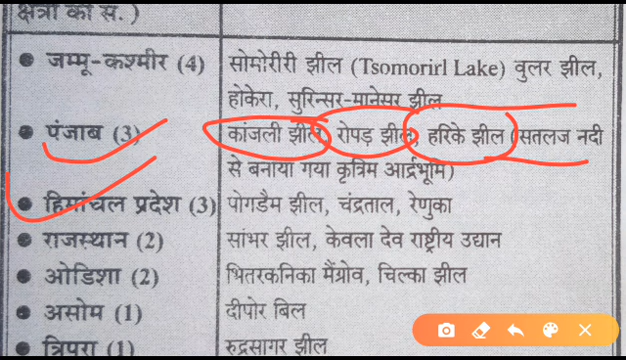 क्षेत्रों की सं. )
● जम्मू-कश्मीर (4) सोमोरीरी झील (Tsomorirl Lake) वुलर झील,
होकेरा, सुरिन्सर-मानेसर झील
● पंजाब (3) कांजली झील, रोपड़ झील, हरिके झील (सतलज नदी
से बनाया गया कृत्रिम आर्द्रभूमि)
● हिमांचल प्रदेश (3) पोगडैम झील, चंद्रताल, रेणुका
● राजस्थान (2) सांभर झील, केवला देव राष्ट्रीय उद्यान
● ओडिशा (2) भितरकनिका मैंग्रोव, चिल्का झील
● असोम (1) दीपोर बिल
● त्रिपुरा (1) रुद्रसागर झील